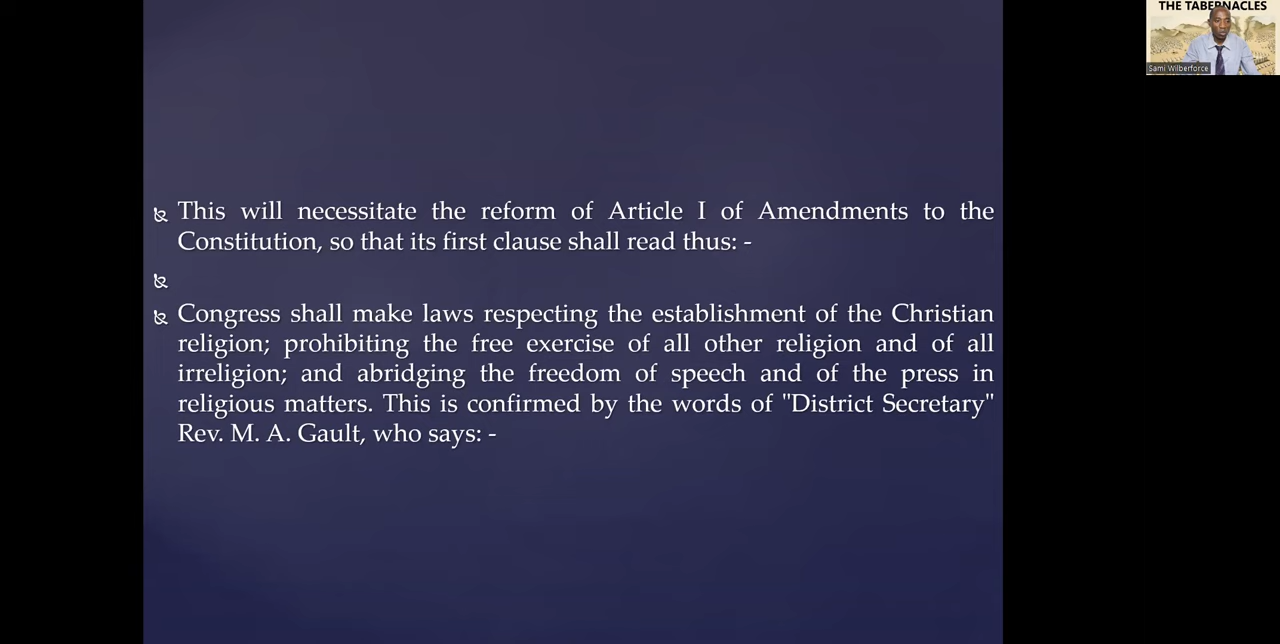 THE TABERNACLES
Sami Wilberforce
This will necessitate the reform of Article I of Amendments to the
Constitution, so that its first clause shall read thus: -
Congress shall make laws respecting the establishment of the Christian
religion; prohibiting the free exercise of all other religion and of all
irreligion; and abridging the freedom of speech and of the press in
religious matters. This is confirmed by the words of "District Secretary"
Rev. M. A. Gault, who says: -